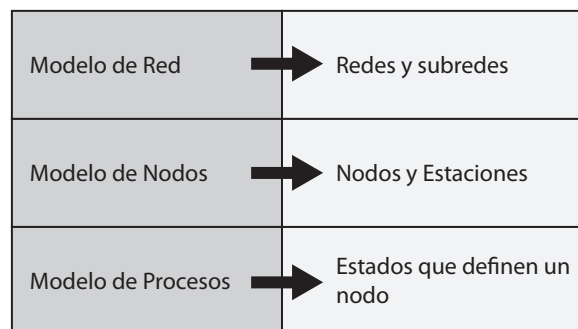 Modelo de Red
Redes y subredes
Modelo de Nodos
Nodos y Estaciones
Modelo de Procesos
Estados que definen un
nodo